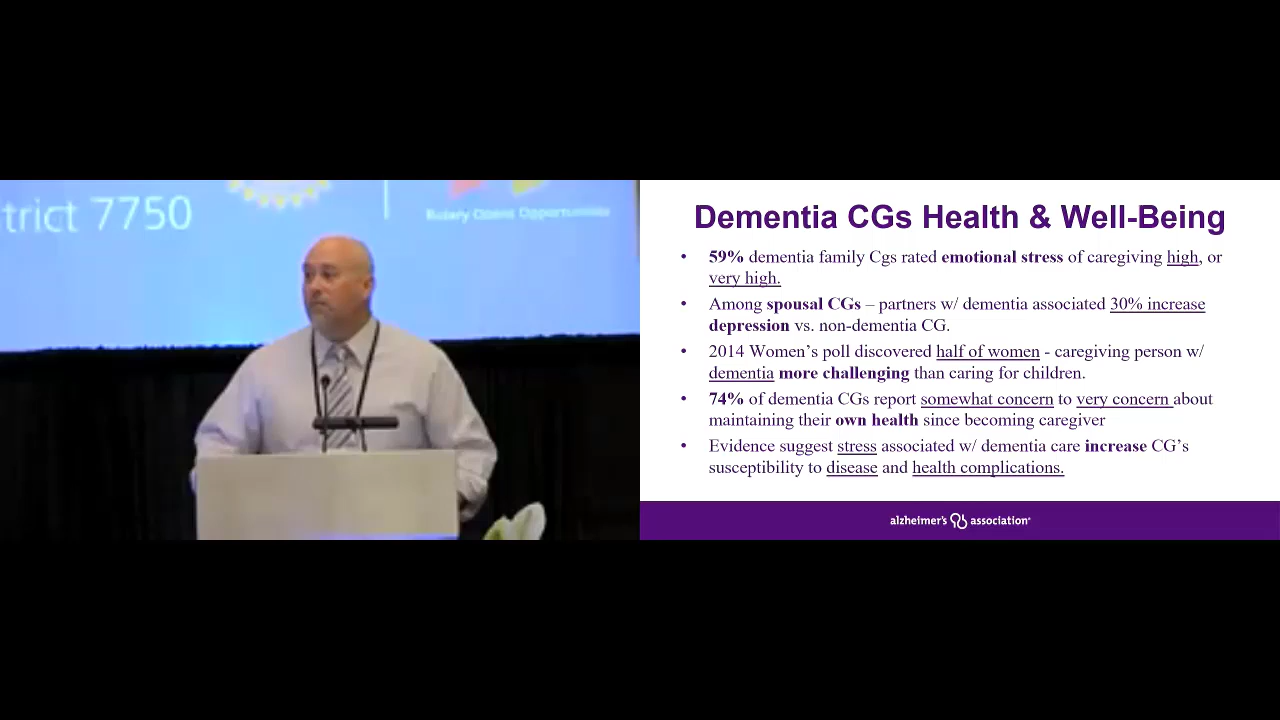 trict 7750
Rotary Opens Opportunities
Dementia CGs Health & Well-Being
• 59% dementia family Cgs rated emotional stress of caregiving high, or
very high.
• Among spousal CGs – partners w/ dementia associated 30% increase
depression vs. non-dementia CG.
• 2014 Women’s poll discovered half of women - caregiving person w/
dementia more challenging than caring for children.
• 74% of dementia CGs report somewhat concern to very concern about
maintaining their own health since becoming caregiver
• Evidence suggest stress associated w/ dementia care increase CG’s
susceptibility to disease and health complications.
alzheimer's association®